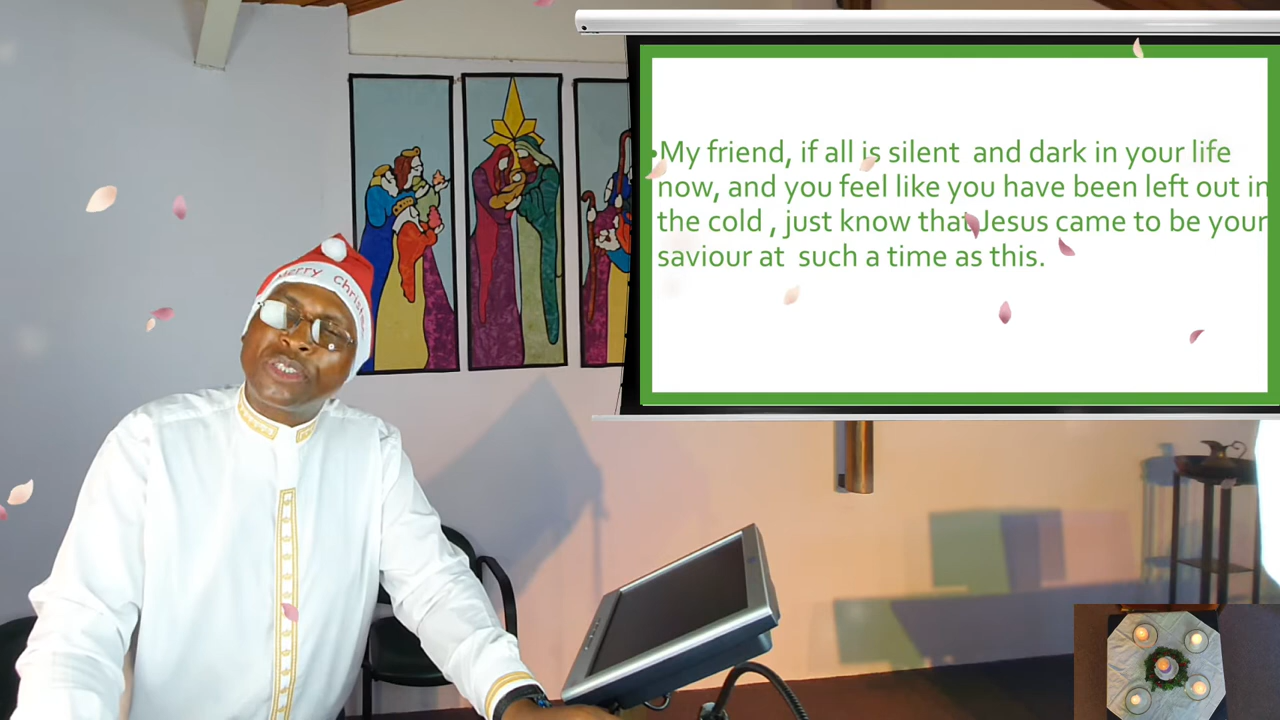 Merry Christmas
•My friend, if all is silent and dark in your life
now, and you feel like you have been left out in
the cold , just know that Jesus came to be your
saviour at such a time as this.